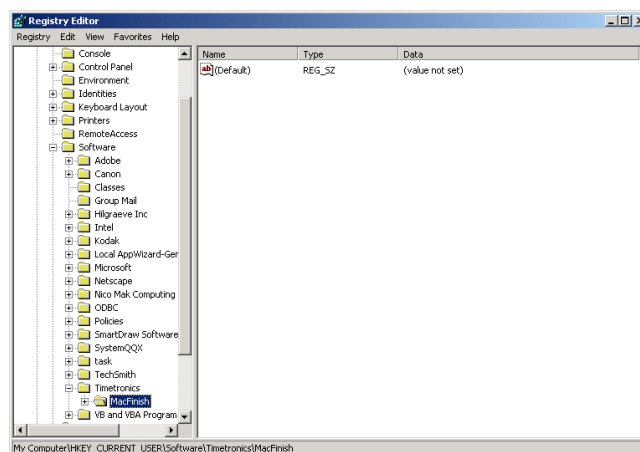 Registry Editor
Registry Edit View Favorites Help
Name Type Data
Console
Control Panel
Environment
Identities
Keyboard Layout
Printers
RemoteAccess
Software
Adobe
Canon
Classes
Group Mail
Hilgraeve Inc
Intel
Kodak
Local AppWizard-Ger
Microsoft
Netscape
Nico Mak Computing
ODBC
Policies
SmartDraw Software
SystemQQX
task
TechSmith
Timetronics
MacFinish
VB and VBA Program
ab (Default) REG_SZ (value not set)
My Computer\HKEY_CURRENT_USER\Software\Timetronics\MacFinish